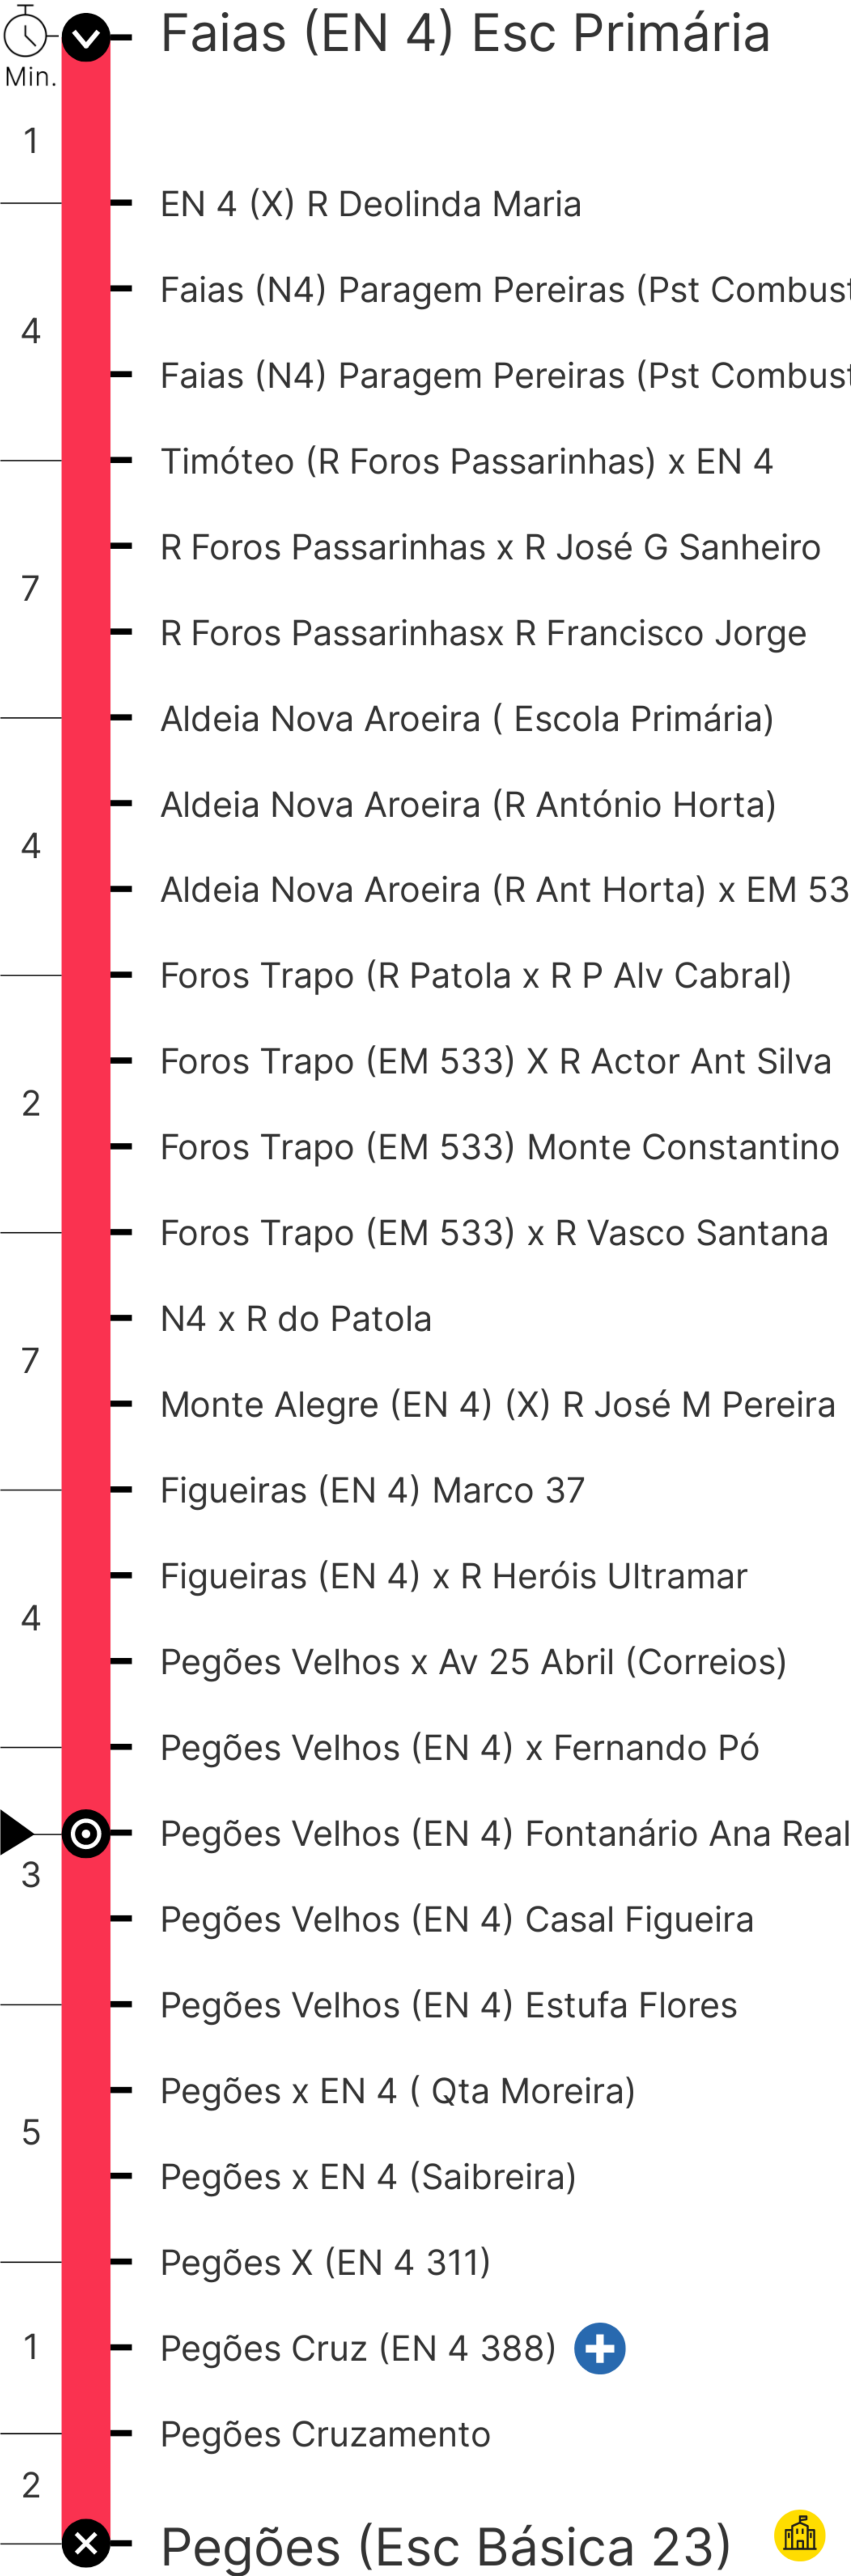 Faias (EN 4) Esc Primária
Min.
1
EN 4 (X) R Deolinda Maria
Faias (N4) Paragem Pereiras (Pst
4
Faias (N4) Paragem Pereiras (Pst
Timóteo (R Foros Passarinhas) x EN 4
R Foros Passarinhas x R José G Sanheiro
7
R Foros Passarinhasx R Francisco Jorge
Aldeia Nova Aroeira ( Escola Primária)
Aldeia Nova Aroeira (R António Horta)
4
Aldeia Nova Aroeira (R Ant Horta) x EM 53
Foros Trapo (R Patola x R P Alv Cabral)
Foros Trapo (EM 533) X R Actor Ant Silva
2
Foros Trapo (EM 533) Monte Constantino
Foros Trapo (EM 533) x R Vasco Santana
N4 x R do Patola
7
Monte Alegre (EN 4) (X) R José M Pereira
Figueiras (EN 4) Marco 37
Figueiras (EN 4) x R Heróis Ultramar
4
Pegões Velhos x Av 25 Abril (Correios)
Pegões Velhos (EN 4) x Fernando Pó
Pegões Velhos (EN 4) Fontanário Ana Real
3
Pegões Velhos (EN 4) Casal Figueira
Pegões Velhos (EN 4) Estufa Flores
Pegões x EN 4 ( Qta Moreira)
5
Pegões x EN 4 (Saibreira)
Pegões X (EN 4 311)
1
Pegões Cruz (EN 4 388)
Pegões Cruzamento
2
Pegões (Esc Básica 23)